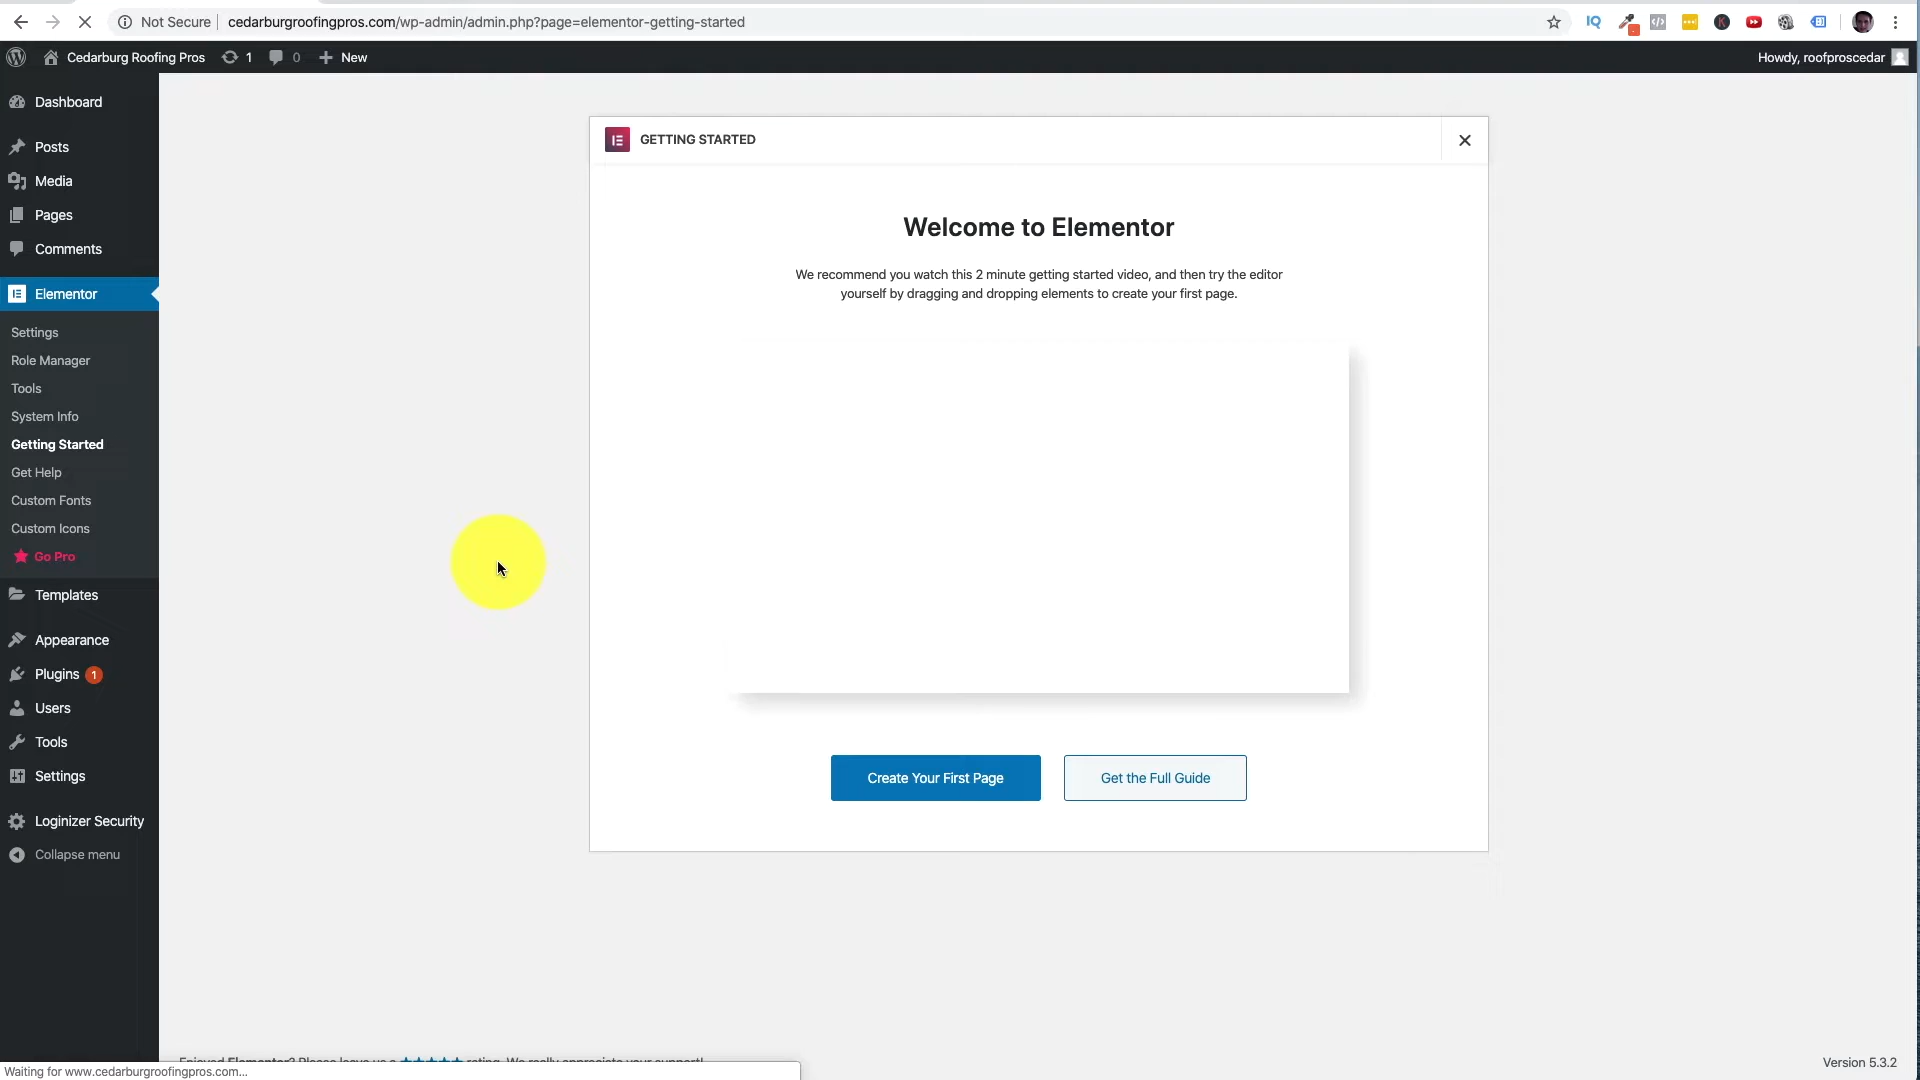 Not Secure
cedarburgroofingpros.com/wp-admin/admin.php?page=elementor-getting-started
IQ
K
Cedarburg Roofing Pros
1
0
New
Howdy, roofproscedar
Dashboard
Posts
Media
Pages
Comments
Elementor
Settings
Role Manager
Tools
System Info
Getting Started
Get Help
Custom Fonts
Custom Icons
Go Pro
Templates
Appearance
Plugins 1
Users
Tools
Settings
Loginizer Security
Collapse menu
GETTING STARTED
Welcome to Elementor
We recommend you watch this 2 minute getting started video, and then try the editor
yourself by dragging and dropping elements to create your first page.
Create Your First Page
Get the Full Guide
Enjoyed Elementor? Please leave us a ★★★★★ rating. We really appreciate your support!
Version 5.3.2
Waiting for www.cedarburgroofingpros.com...